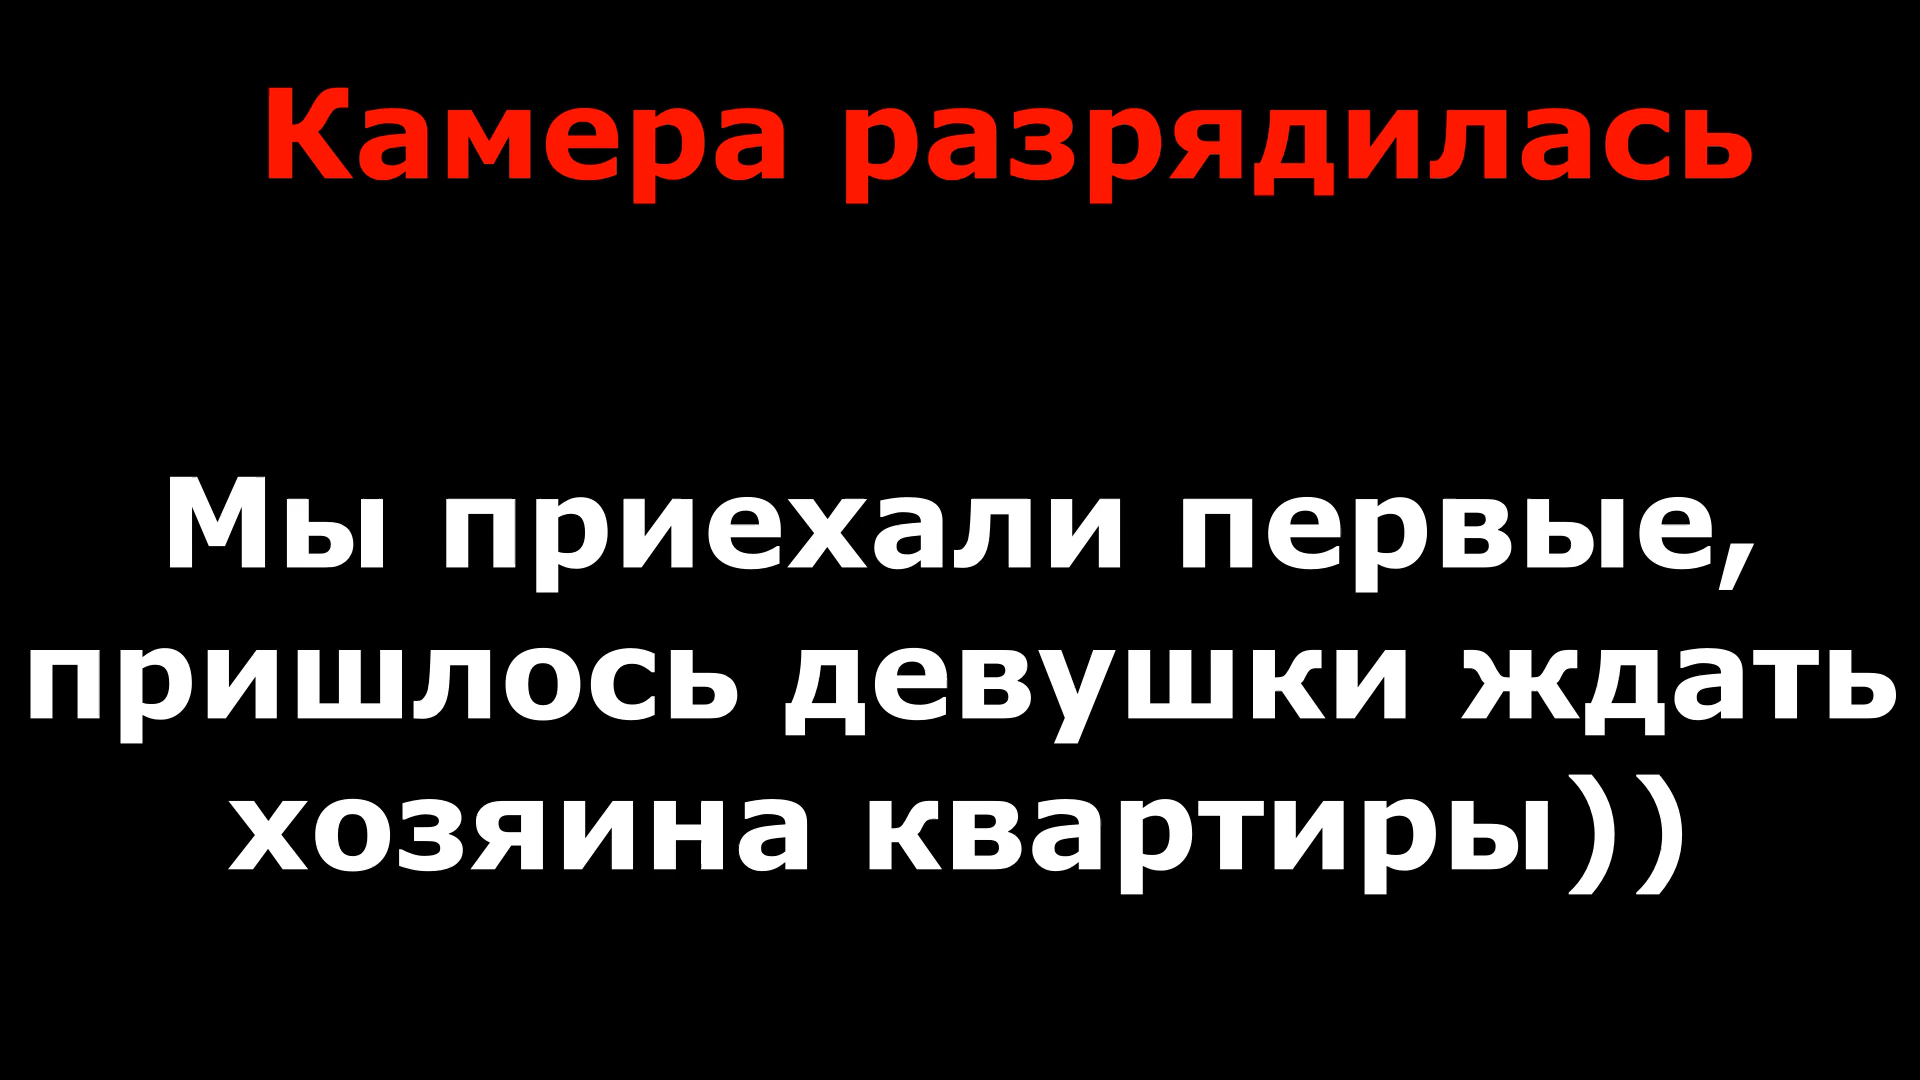 Камера разрядилась
Мы приехали первые,
пришлось девушки ждать
хозяина квартиры))